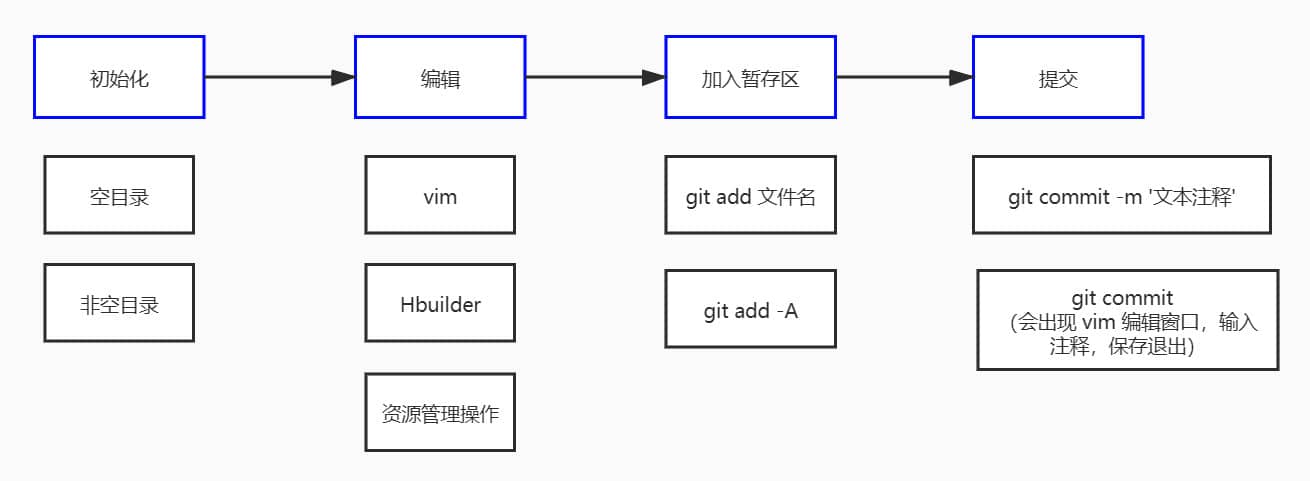 初始化
编辑
加入暂存区
提交
空目录
vim
git add 文件名
git commit -m '文本注释'
非空目录
Hbuilder
git add -A
git commit
（会出现 vim 编辑窗口，输入
注释，保存退出）
资源管理操作